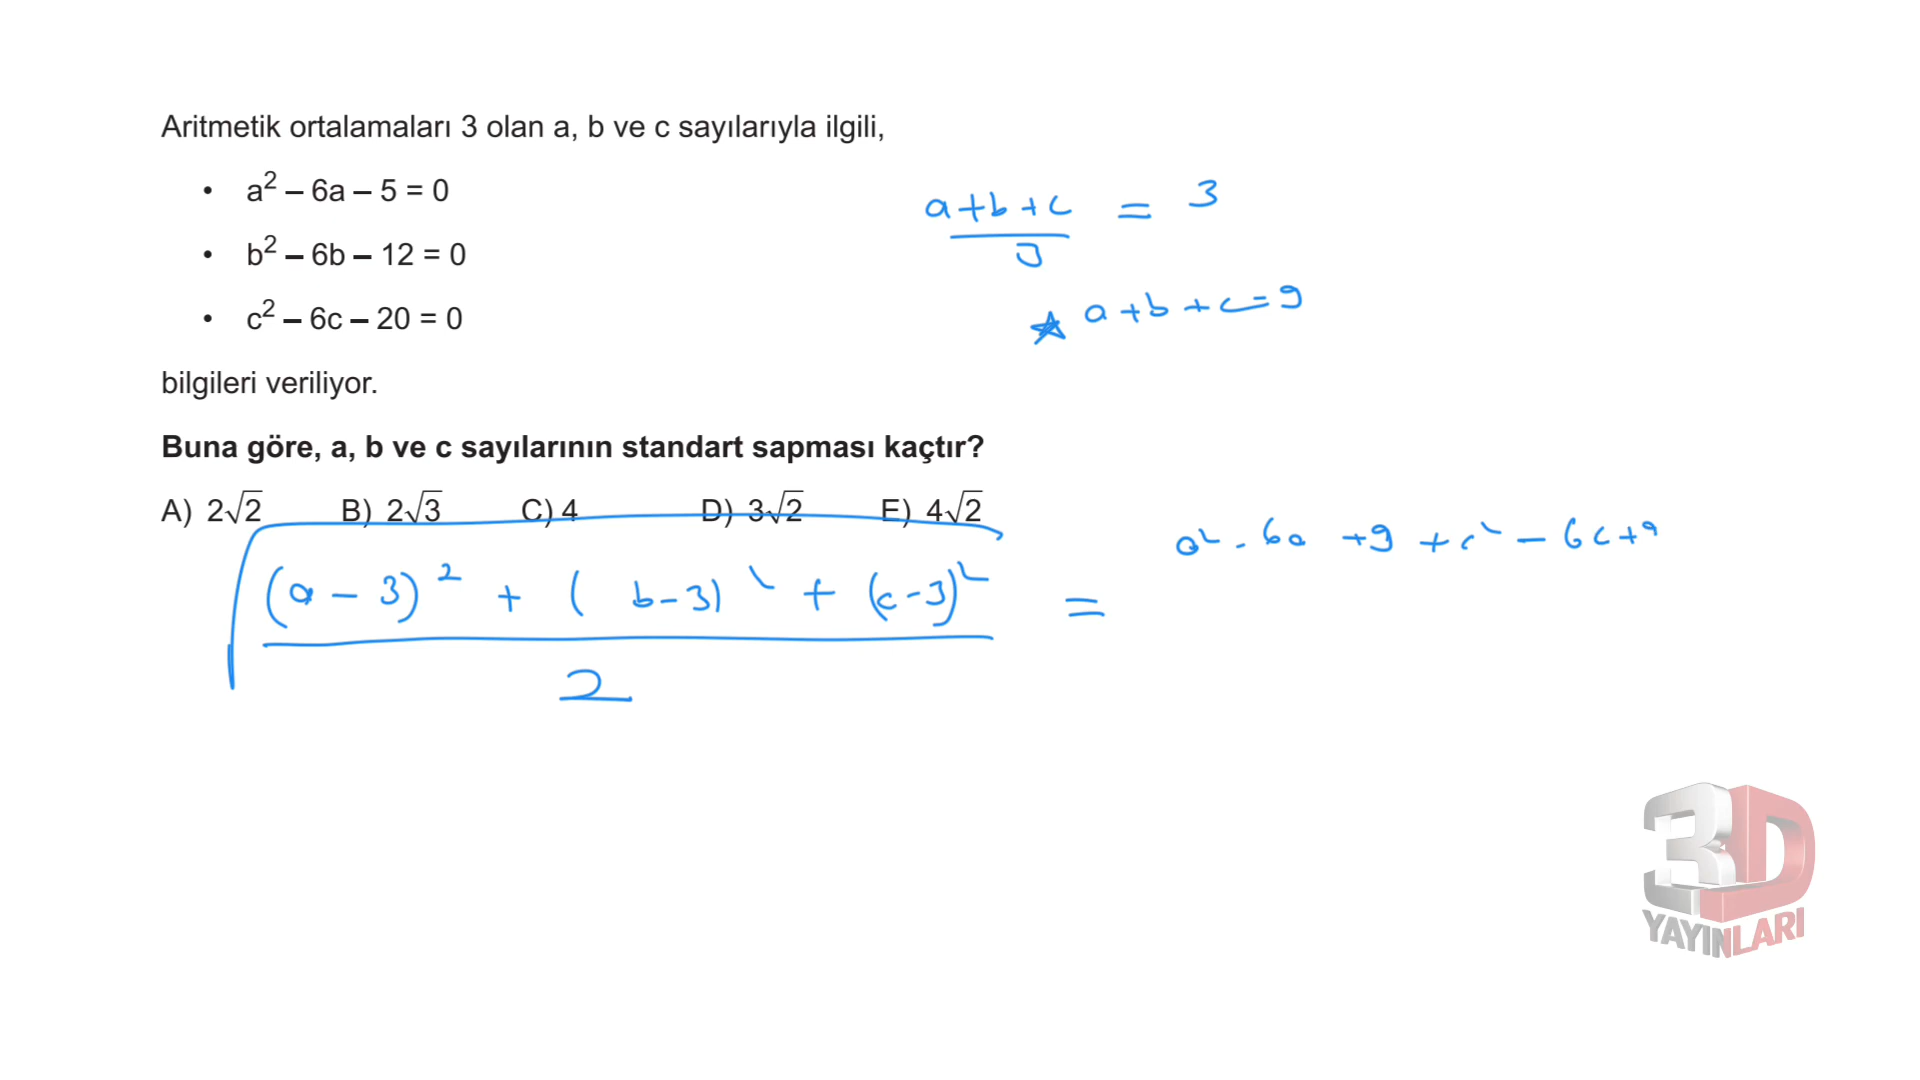 Aritmetik ortalamaları 3 olan a, b ve c sayılarıyla ilgili,
• a² – 6a – 5 = 0
• b² – 6b – 12 = 0
• c² – 6c – 20 = 0
bilgileri veriliyor.
Buna göre, a, b ve c sayılarının standart sapması kaçtır?
A) 2√2 B) 2√3 C) 4 D) 3√2 E) 4√2
a+b+c = 3
3
★ a+b+c=9
√ (a-3)² + (b-3)² + (c-3)² =
2
a² - 6a +9 + c² - 6c+9
3D
YAYINLARI